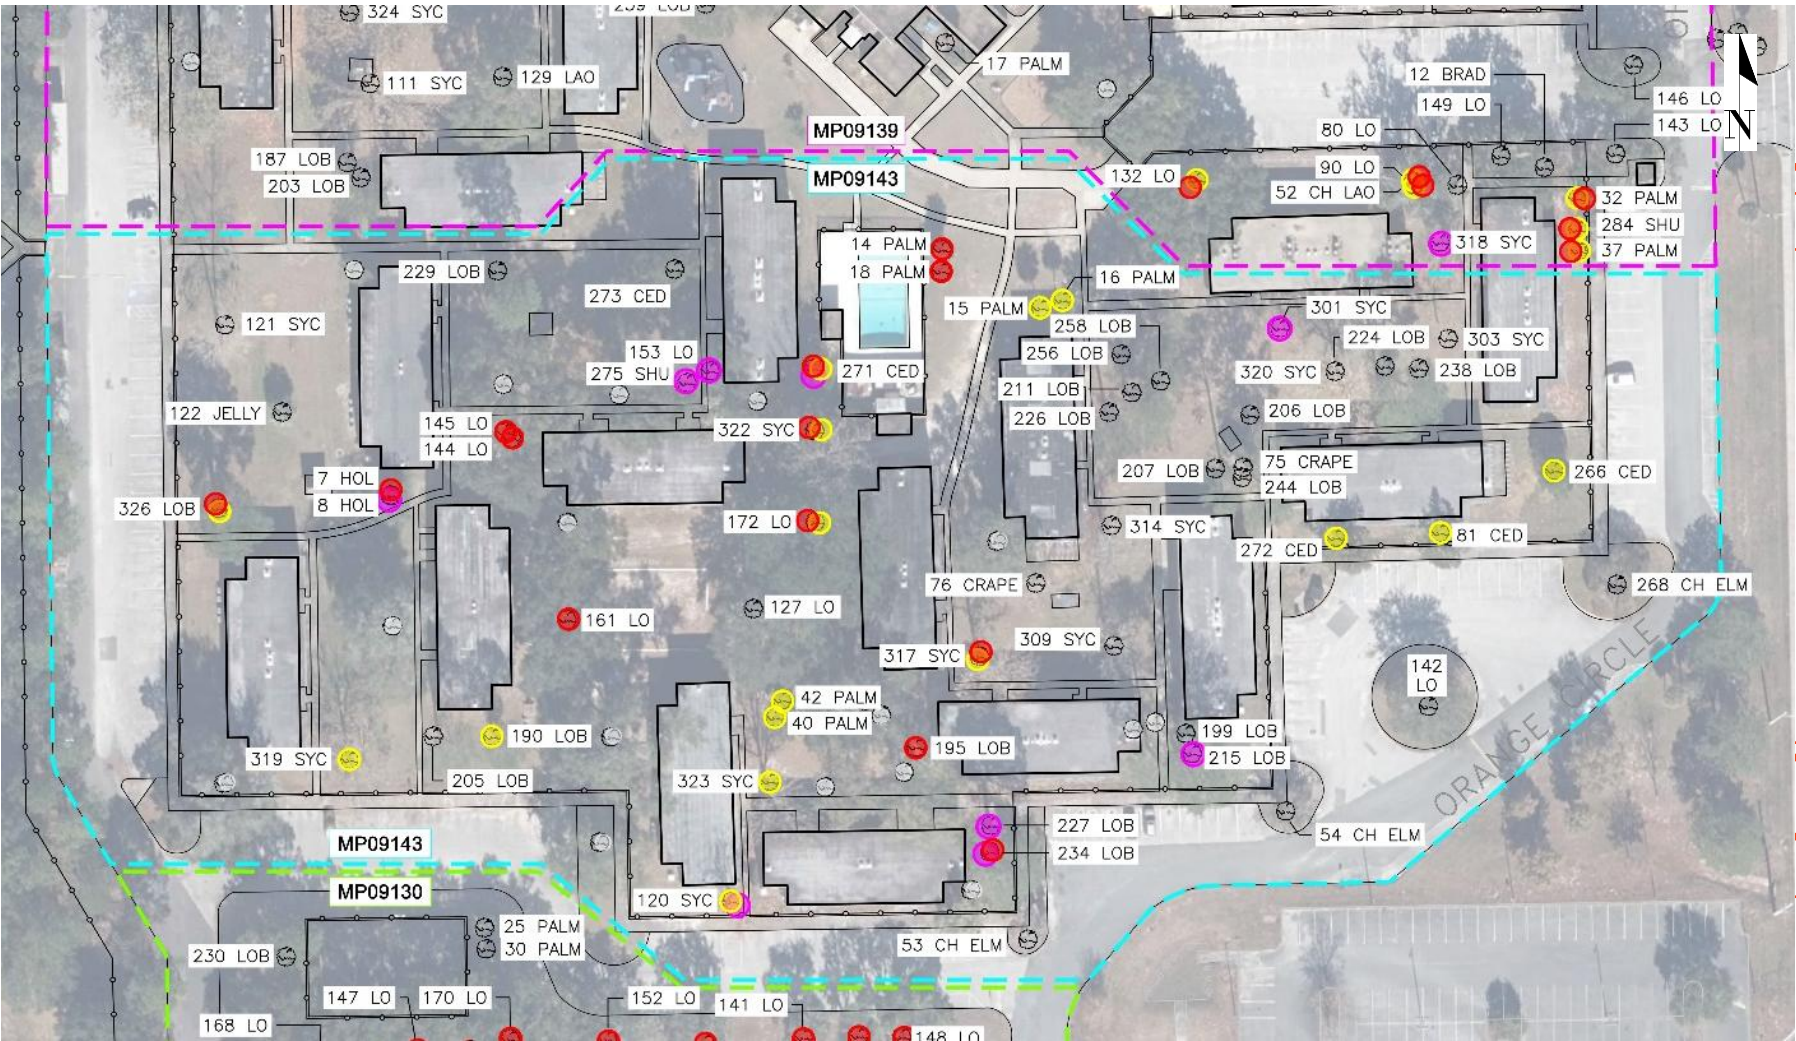 324 SYC
17 PALM
129 LAO
111 SYC
12 BRAD
146 LO
149 LO
143 LO
N
MP09139
80 LO
187 LOB
90 LO
203 LOB
MP09143
132 LO
52 CH LAO
32 PALM
284 SHU
14 PALM
318 SYC
37 PALM
229 LOB
18 PALM
16 PALM
273 CED
15 PALM
301 SYC
121 SYC
258 LOB
224 LOB
303 SYC
153 LO
256 LOB
275 SHU
271 CED
320 SYC
238 LOB
211 LOB
122 JELLY
226 LOB
206 LOB
145 LO
322 SYC
144 LO
207 LOB
75 CRAPE
266 CED
7 HOL
244 LOB
326 LOB
8 HOL
172 LO
314 SYC
272 CED
81 CED
76 CRAPE
268 CH ELM
161 LO
127 LO
309 SYC
317 SYC
142
LO
ORANGE CIRCLE
42 PALM
40 PALM
190 LOB
195 LOB
199 LOB
319 SYC
215 LOB
205 LOB
323 SYC
227 LOB
54 CH ELM
MP09143
234 LOB
MP09130
120 SYC
25 PALM
53 CH ELM
230 LOB
30 PALM
147 LO
170 LO
152 LO
141 LO
168 LO
148 LO